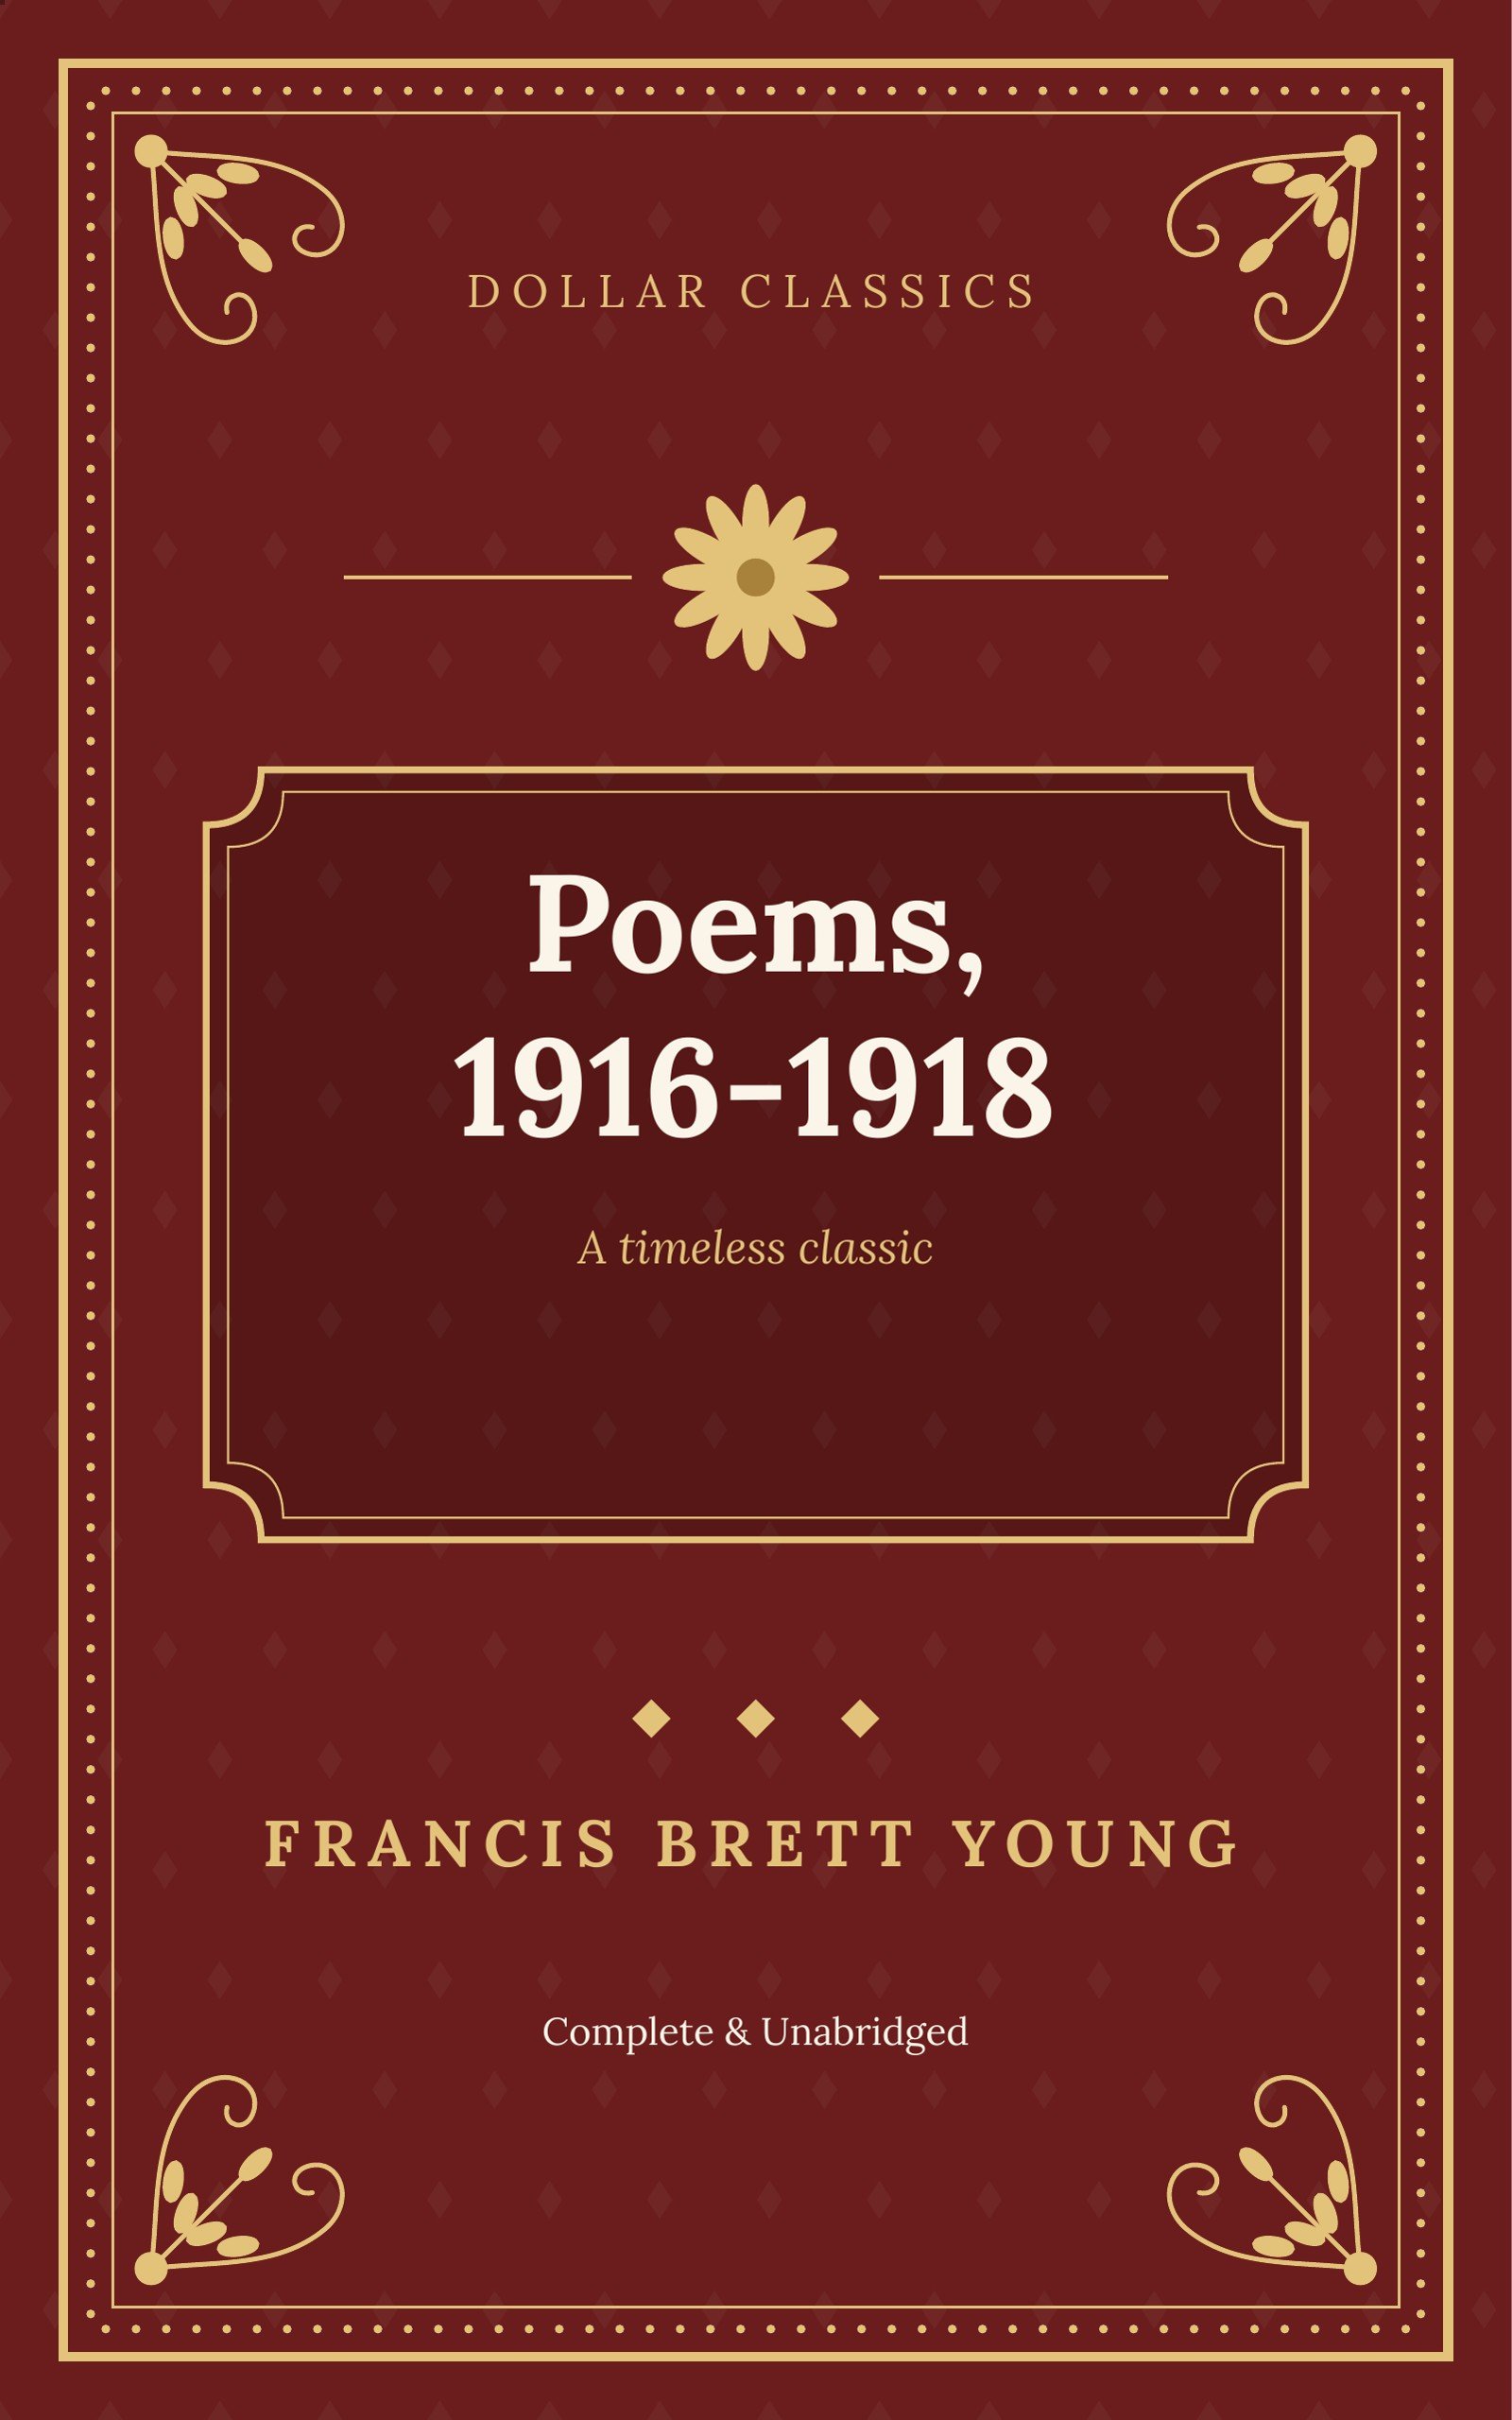 DOLLAR CLASSICS
Poems,
1916–1918
A timeless classic
FRANCIS BRETT YOUNG
Complete & Unabridged